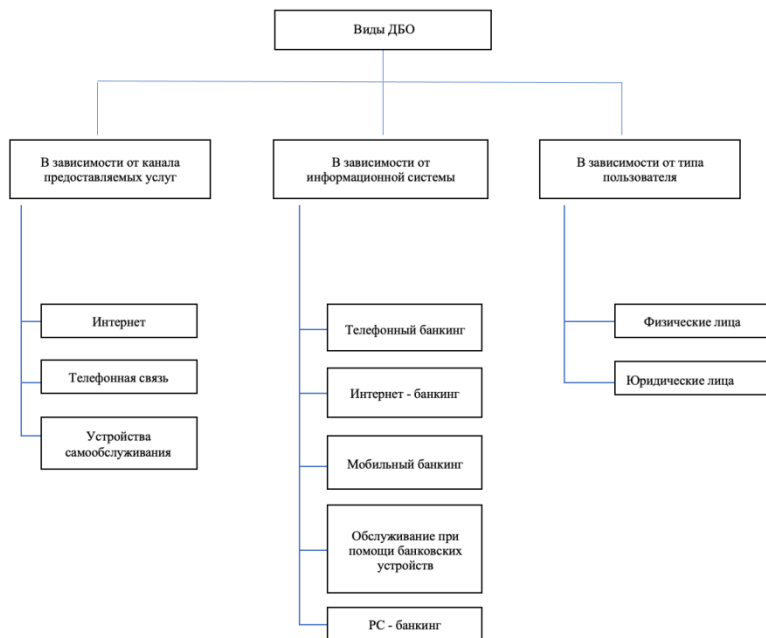 Виды ДБО
В зависимости от канала
предоставляемых услуг
В зависимости от
информационной системы
В зависимости от типа
пользователя
Интернет
Телефонная связь
Устройства
самообслуживания
Телефонный банкинг
Интернет - банкинг
Мобильный банкинг
Обслуживание при
помощи банковских
устройств
PC - банкинг
Физические лица
Юридические лица